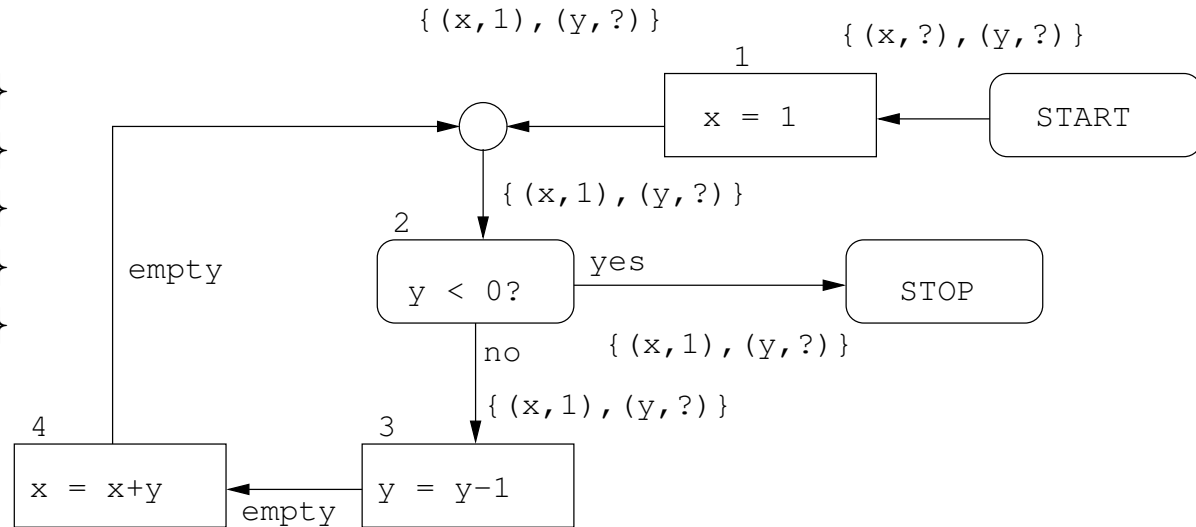 {(x,1),(y,?)}
{(x,?),(y,?)}
1
x = 1
START
{(x,1),(y,?)}
2
empty
yes
y < 0?
STOP
no
{(x,1),(y,?)}
{(x,1),(y,?)}
4
3
x = x+y
y = y−1
empty